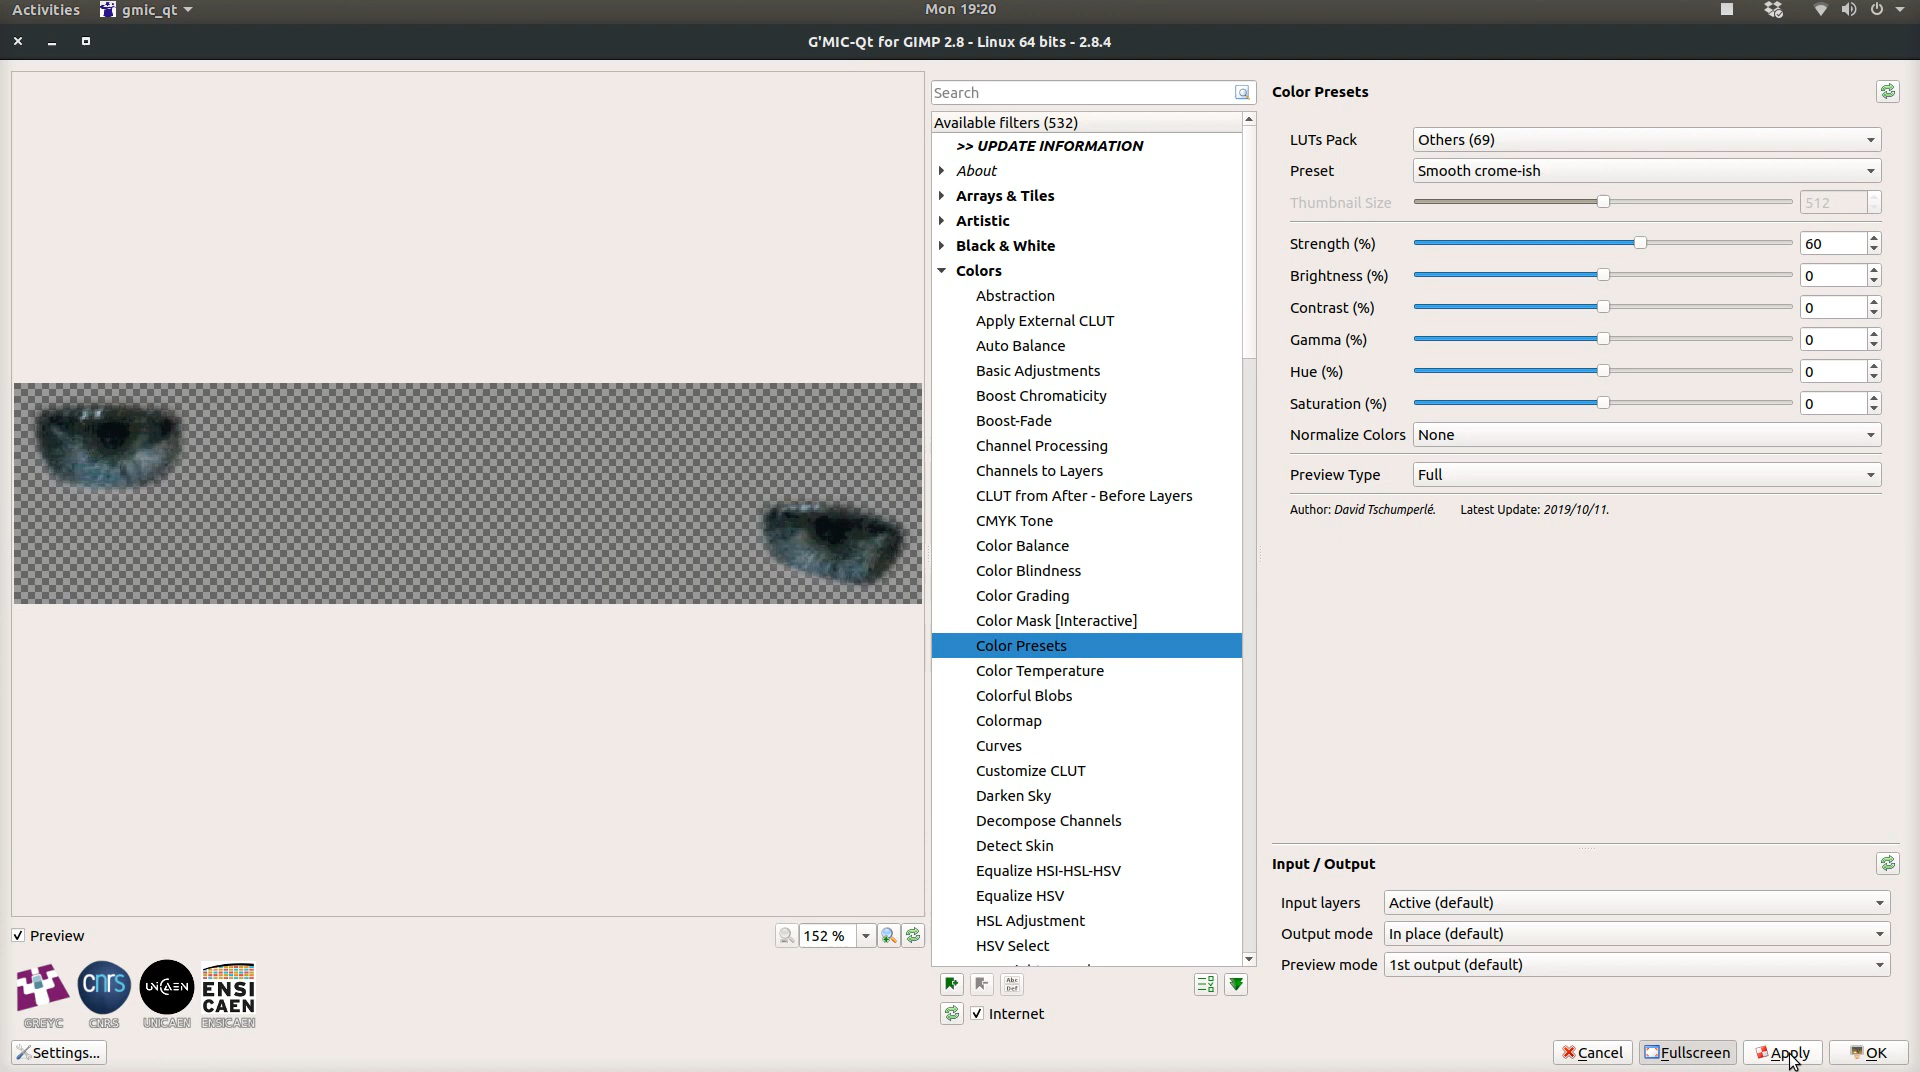 Activities gmic_qt Mon 19:20
G'MIC-Qt for GIMP 2.8 - Linux 64 bits - 2.8.4
Search
Available filters (532)
>> UPDATE INFORMATION
About
Arrays & Tiles
Artistic
Black & White
Colors
Abstraction
Apply External CLUT
Auto Balance
Basic Adjustments
Boost Chromaticity
Boost-Fade
Channel Processing
Channels to Layers
CLUT from After - Before Layers
CMYK Tone
Color Balance
Color Blindness
Color Grading
Color Mask [Interactive]
Color Presets
Color Temperature
Colorful Blobs
Colormap
Curves
Customize CLUT
Darken Sky
Decompose Channels
Detect Skin
Equalize HSI-HSL-HSV
Equalize HSV
HSL Adjustment
HSV Select
Internet
Color Presets
LUTs Pack Others (69)
Preset Smooth crome-ish
Thumbnail Size 512
Strength (%) 60
Brightness (%) 0
Contrast (%) 0
Gamma (%) 0
Hue (%) 0
Saturation (%) 0
Normalize Colors None
Preview Type Full
Author: David Tschumperlé. Latest Update: 2019/10/11.
Input / Output
Input layers Active (default)
Output mode In place (default)
Preview mode 1st output (default)
Preview 152 %
cnrs UNICAEN ENSI
CAEN
GREYC CNRS UNICAEN ENSICAEN
Settings... Cancel Fullscreen Apply OK